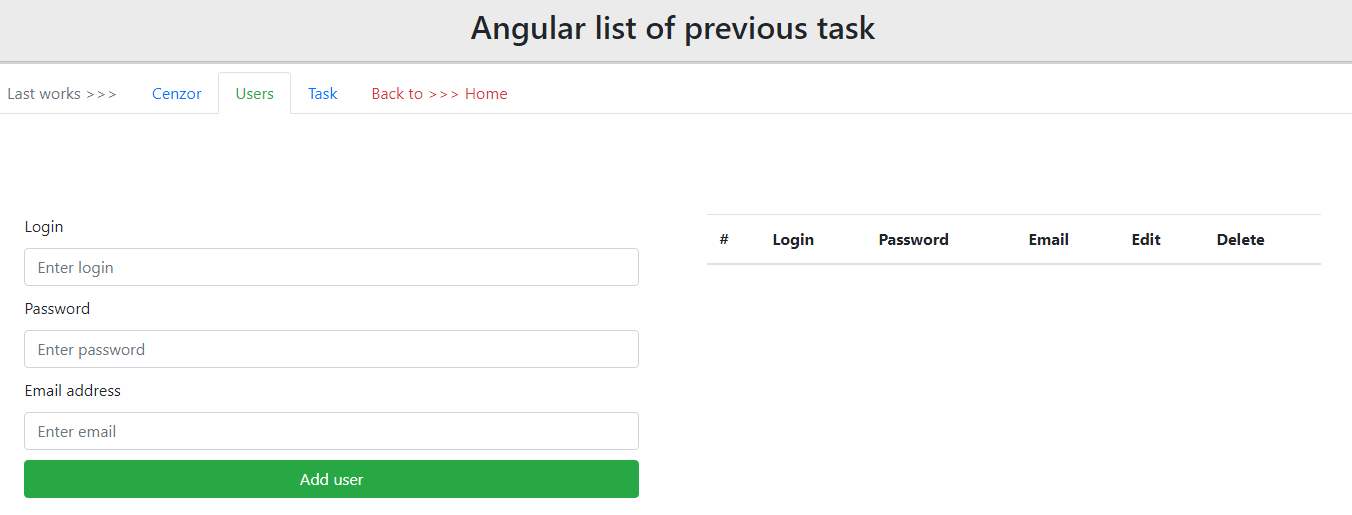 Angular list of previous task
Last works >>> Cenzor Users Task Back to >>> Home
Login
Enter login
Password
Enter password
Email address
Enter email
Add user
# Login Password Email Edit Delete